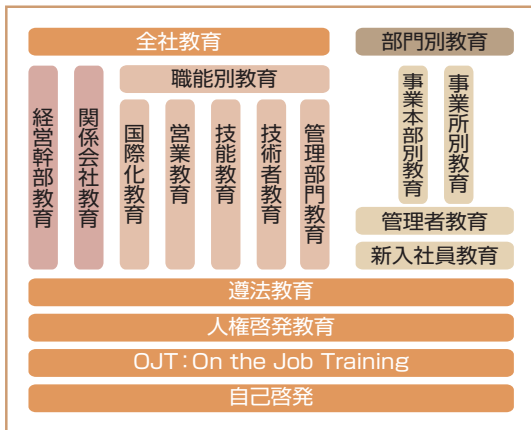 全社教育
部門別教育
経営幹部教育
関係会社教育
職能別教育
国際化教育
営業教育
技能教育
技術者教育
管理部門教育
事業本部別教育
事業所別教育
管理者教育
新入社員教育
遵法教育
人権啓発教育
OJT：On the Job Training
自己啓発